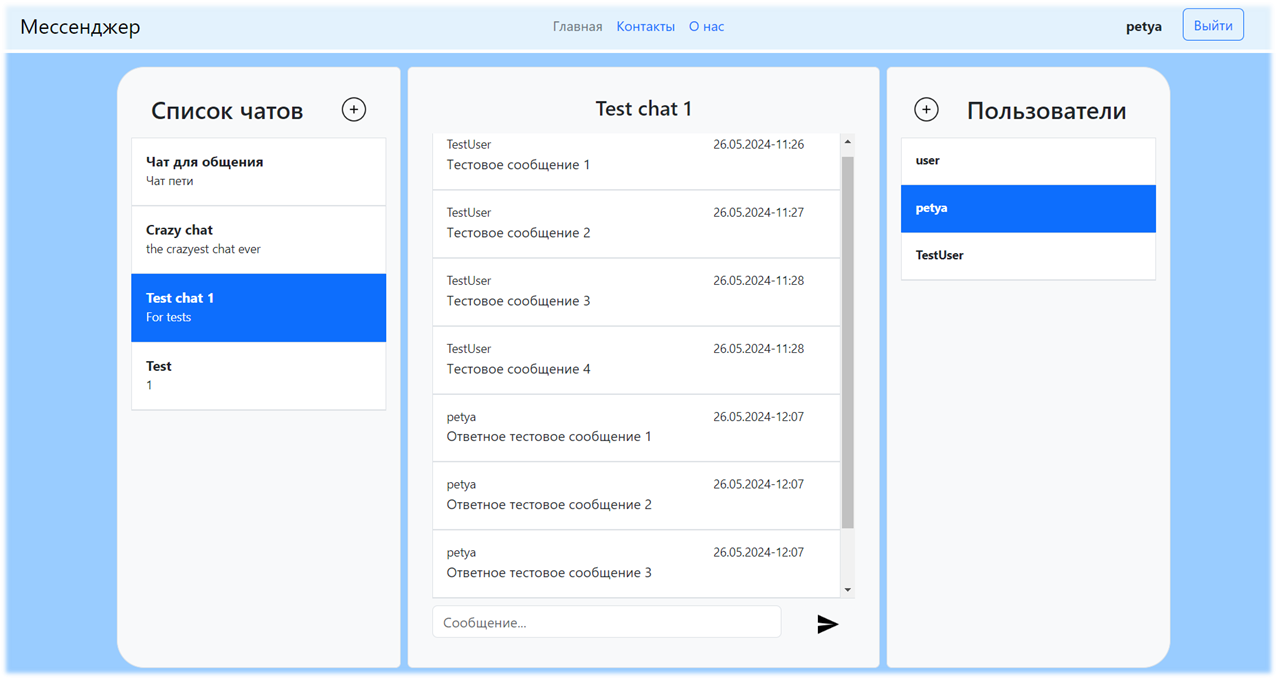 Мессенджер
Главная Контакты О нас
petya Выйти
Список чатов
Чат для общения
Чат пети
Crazy chat
the crazyest chat ever
Test chat 1
For tests
Test
1
Test chat 1
TestUser 26.05.2024-11:26
Тестовое сообщение 1
TestUser 26.05.2024-11:27
Тестовое сообщение 2
TestUser 26.05.2024-11:28
Тестовое сообщение 3
TestUser 26.05.2024-11:28
Тестовое сообщение 4
petya 26.05.2024-12:07
Ответное тестовое сообщение 1
petya 26.05.2024-12:07
Ответное тестовое сообщение 2
petya 26.05.2024-12:07
Ответное тестовое сообщение 3
Сообщение...
Пользователи
user
petya
TestUser